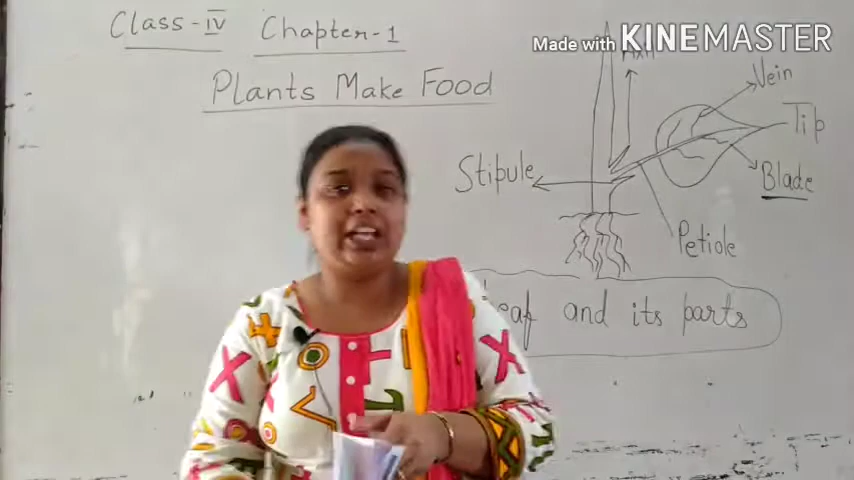 Class-IV Chapter-1
Plants Make Food
Made with KINEMASTER
Vein
Tip
Stipule
Blade
Petiole
and its parts